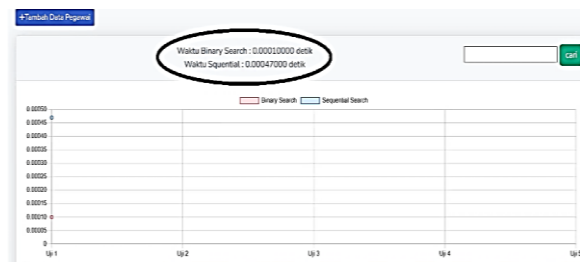 +Tambah Data Pegawai
Waktu Binary Search : 0.00010000 detik
Waktu Squential : 0.00047000 detik
cari
Binary Search Sequential Search
0.00050
0.00045
0.00040
0.00035
0.00030
0.00025
0.00020
0.00015
0.00010
0.00005
0
Uji 1 Uji 2 Uji 3 Uji 4 Uji 5